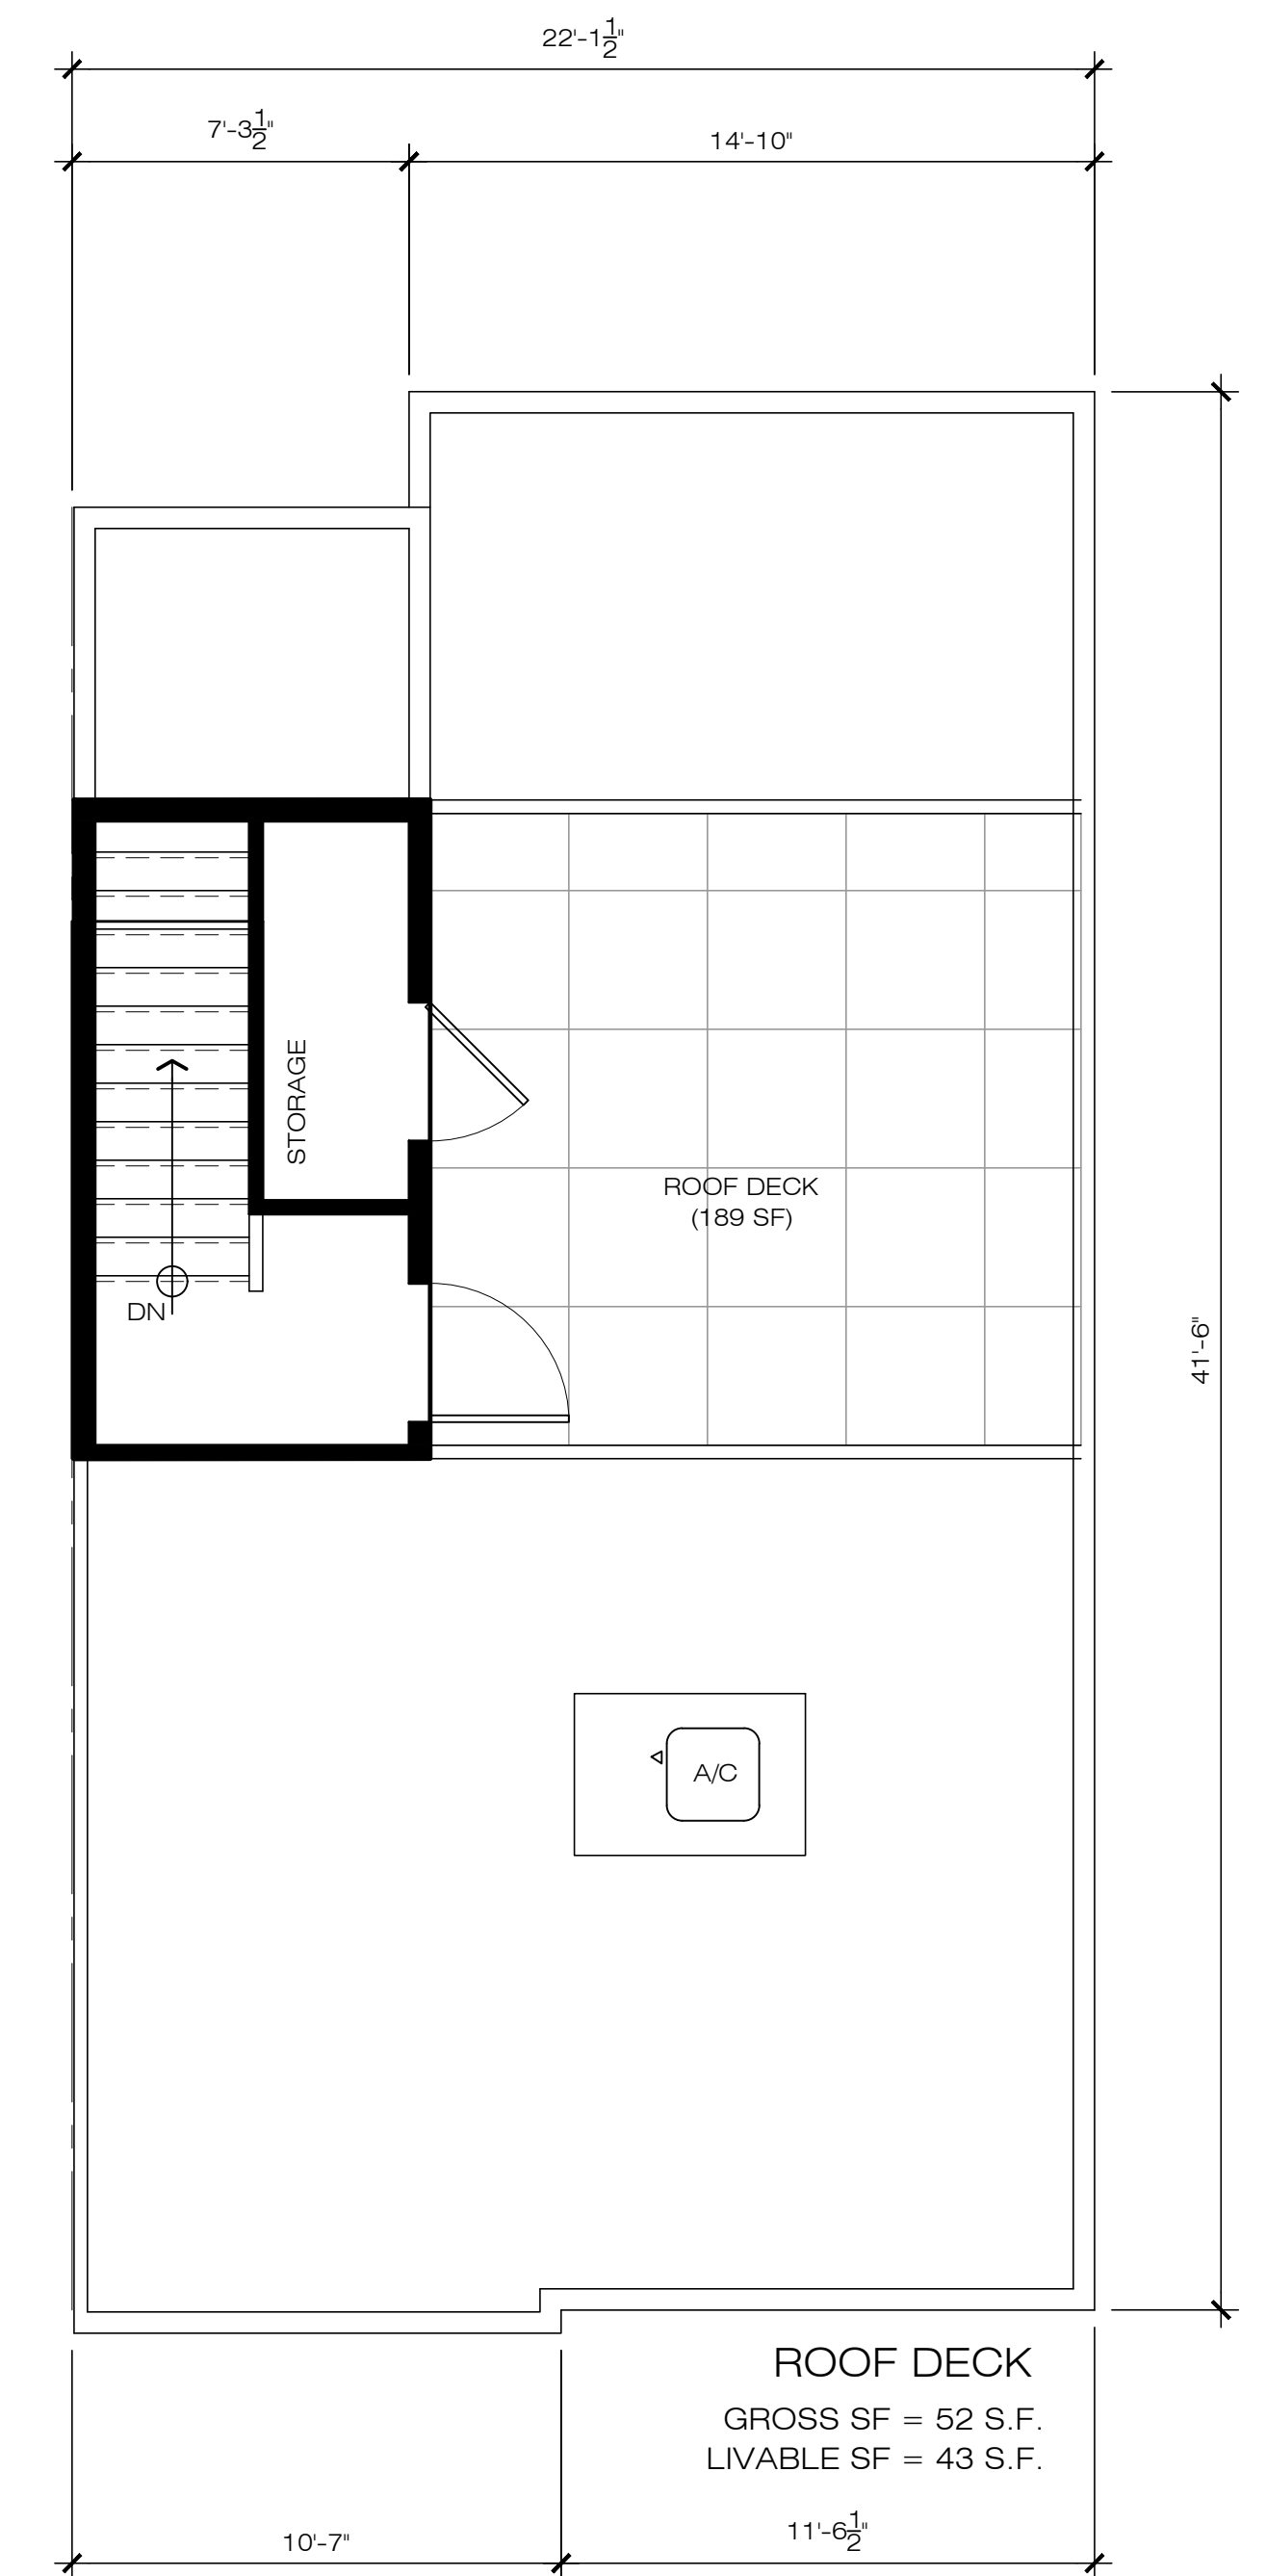 22'-1½"
7'-3½"
14'-10"
STORAGE
ROOF DECK
(189 SF)
DN
41'-6"
A/C
ROOF DECK
GROSS SF = 52 S.F.
LIVABLE SF = 43 S.F.
10'-7"
11'-6½"